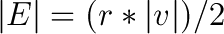 |E| = (r * |v|)/2